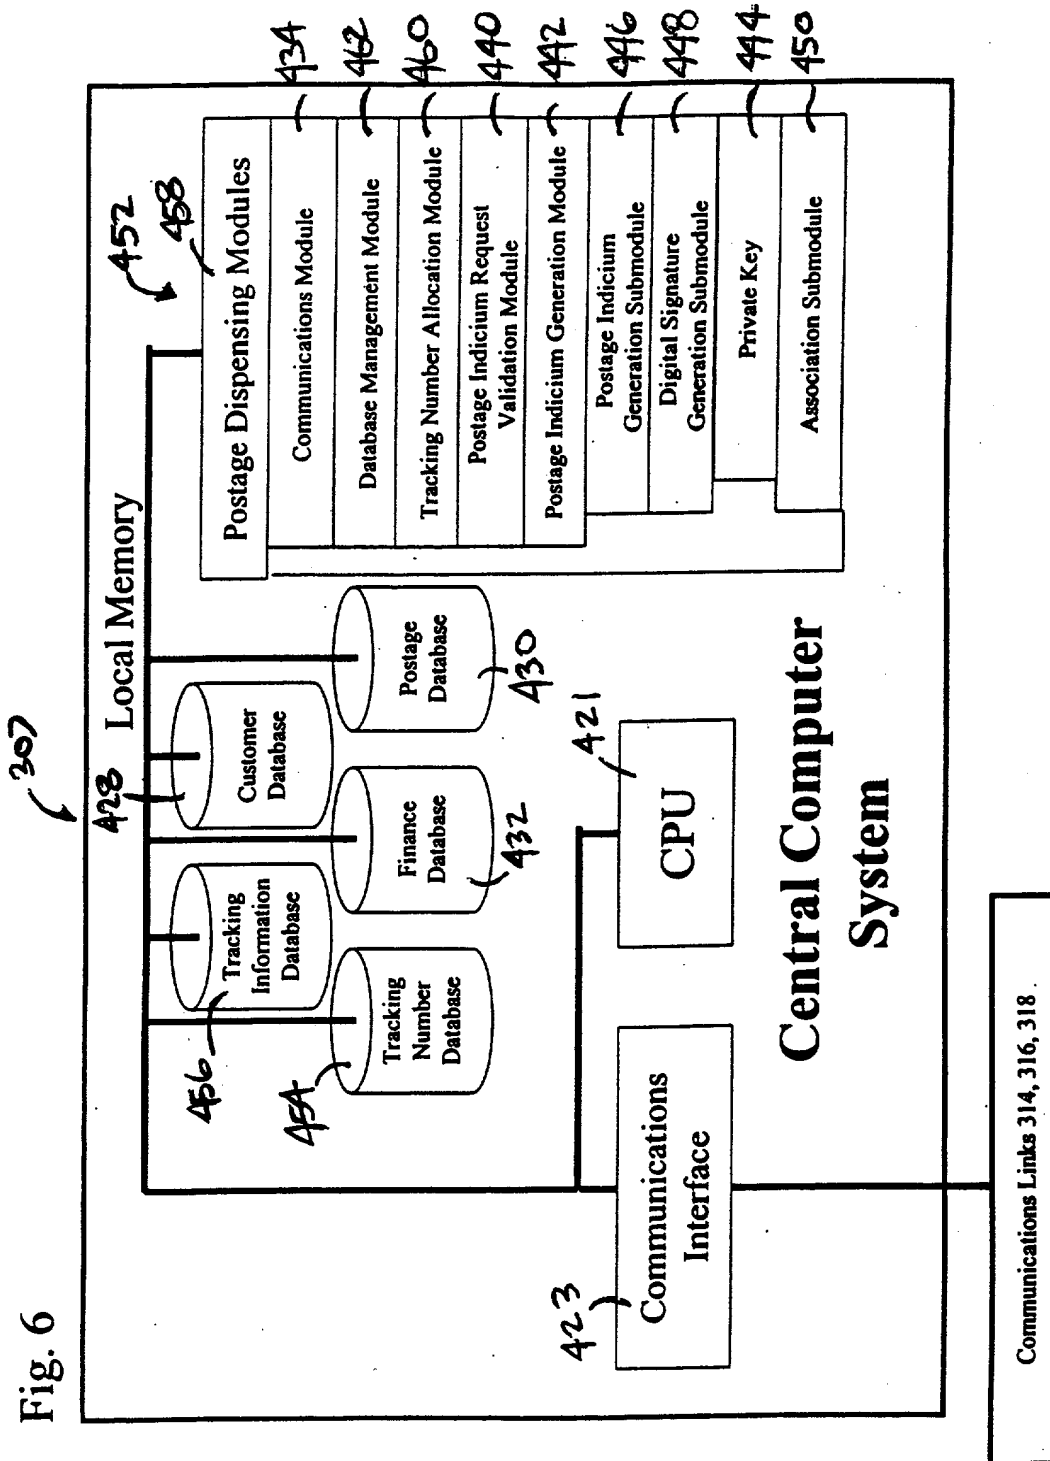 Fig. 6
307
Local Memory
452
458
Postage Dispensing Modules
Communications Module
434
Database Management Module
462
Tracking Number Allocation Module
460
Postage Indicium Request
Validation Module
440
Postage Indicium Generation Module
442
Postage Indicium
Generation Submodule
446
Digital Signature
Generation Submodule
448
Private Key
444
Association Submodule
450
456
Tracking
Information
Database
428
Customer
Database
454
Tracking
Number
Database
Finance
Database
432
Postage
Database
430
423
Communications
Interface
421
CPU
Central Computer
System
Communications Links 314, 316, 318